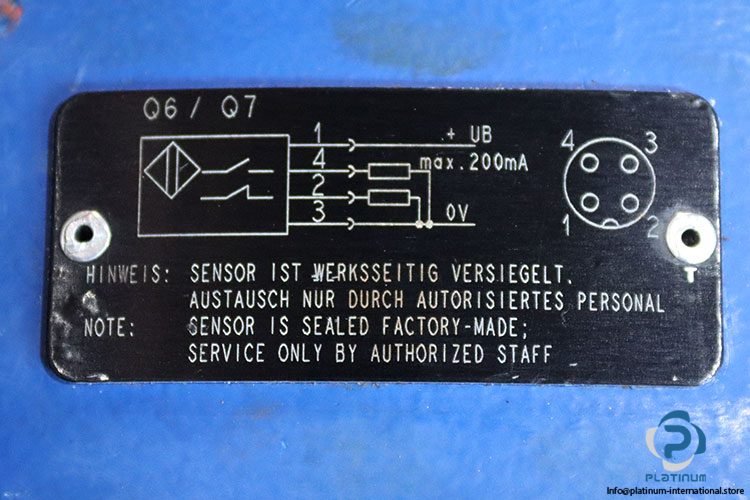 Q6 / Q7
1
+ UB
4
max. 200mA
2
3
0V
4
3
1
2
HINWEIS: SENSOR IST WERKSSEITIG VERSIEGELT.
AUSTAUSCH NUR DURCH AUTORISIERTES PERSONAL
NOTE: SENSOR IS SEALED FACTORY-MADE;
SERVICE ONLY BY AUTHORIZED STAFF
T
PLATINUM
Info@platinum-international.store